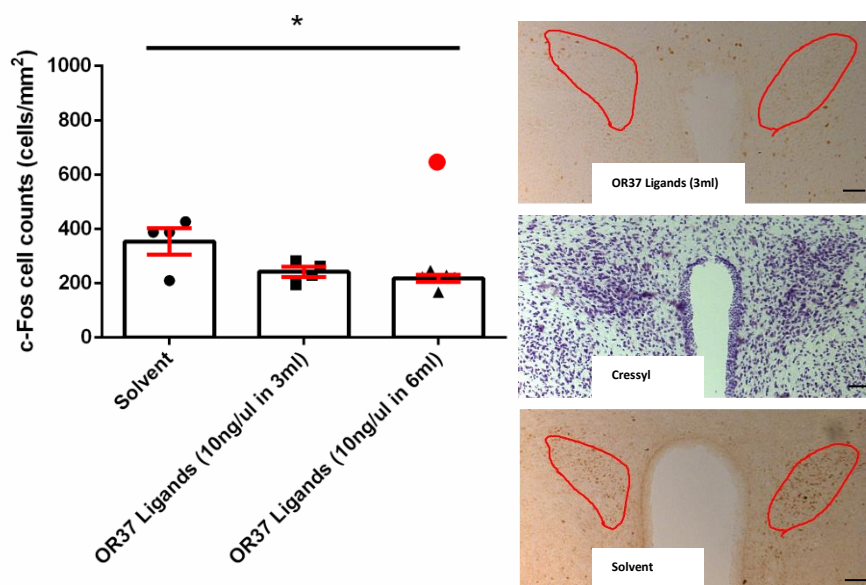 *
c-Fos cell counts (cells/mm²)
1000
800
600
400
200
0
Solvent
OR37 Ligands (10ng/ul in 3ml)
OR37 Ligands (10ng/ul in 6ml)
OR37 Ligands (3ml)
Cressyl
Solvent